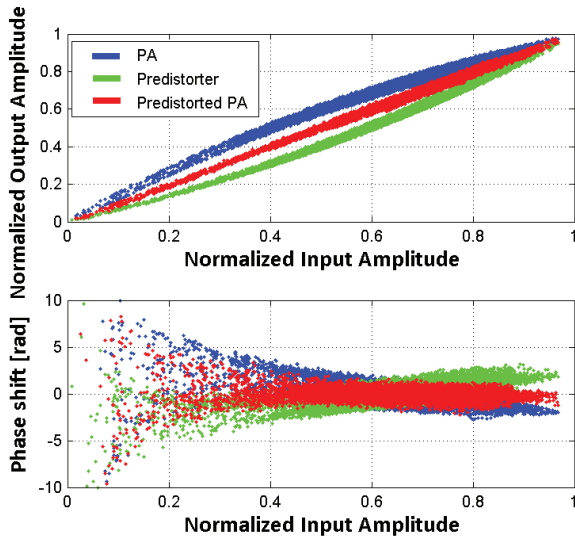 Normalized Output Amplitude
1
0.8
0.6
0.4
0.2
0
PA
Predistorter
Predistorted PA
0 0.2 0.4 0.6 0.8 1
Normalized Input Amplitude
Phase shift [rad]
10
5
0
-5
-10
0 0.2 0.4 0.6 0.8 1
Normalized Input Amplitude